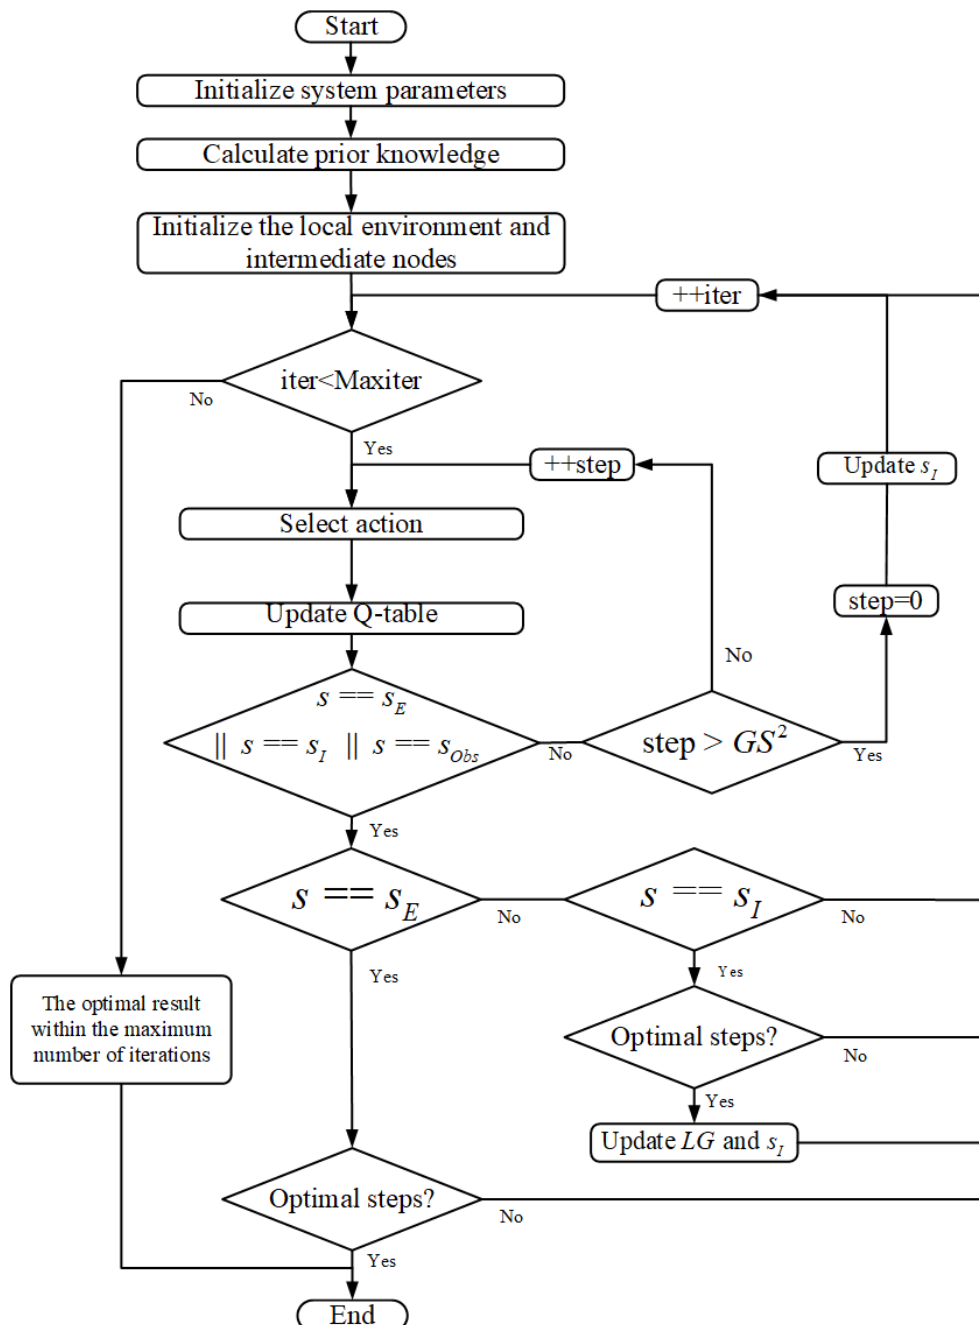 Start
Initialize system parameters
Calculate prior knowledge
Initialize the local environment and
intermediate nodes
++iter
iter<Maxiter
No
Yes
++step
Update s_I
Select action
step=0
Update Q-table
No
s == s_E
|| s == s_I || s == s_Obs
No
step > GS^2
Yes
Yes
s == s_E
No
s == s_I
No
Yes
Yes
The optimal result
within the maximum
number of iterations
Optimal steps?
No
Yes
Update LG and s_I
Optimal steps?
No
Yes
End